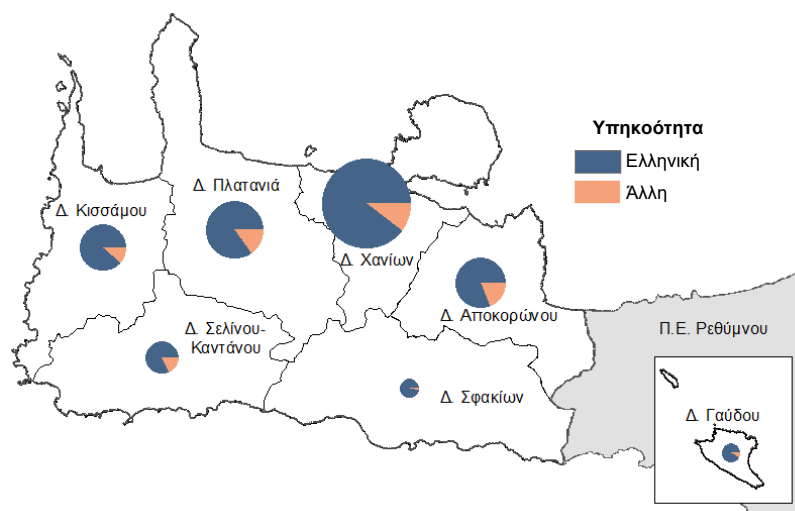 Υπηκοότητα
Ελληνική
Άλλη
Δ. Πλατανιά
Δ. Κισσάμου
Δ. Χανίων
Δ. Αποκορώνου
Δ. Σελίνου-
Καντάνου
Π.Ε. Ρεθύμνου
Δ. Σφακίων
Δ. Γαύδου